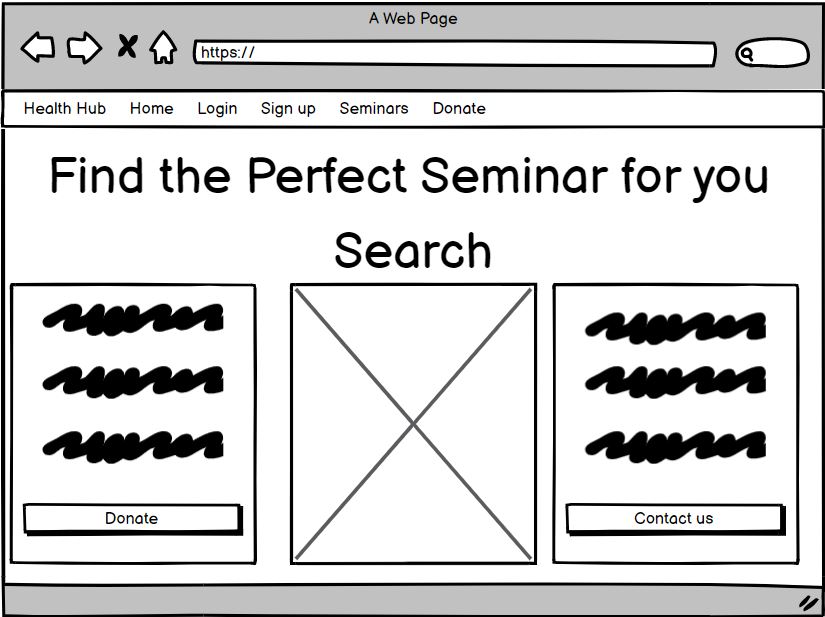 A Web Page
https://
Health Hub Home Login Sign up Seminars Donate
Find the Perfect Seminar for you
Search
Donate
Contact us